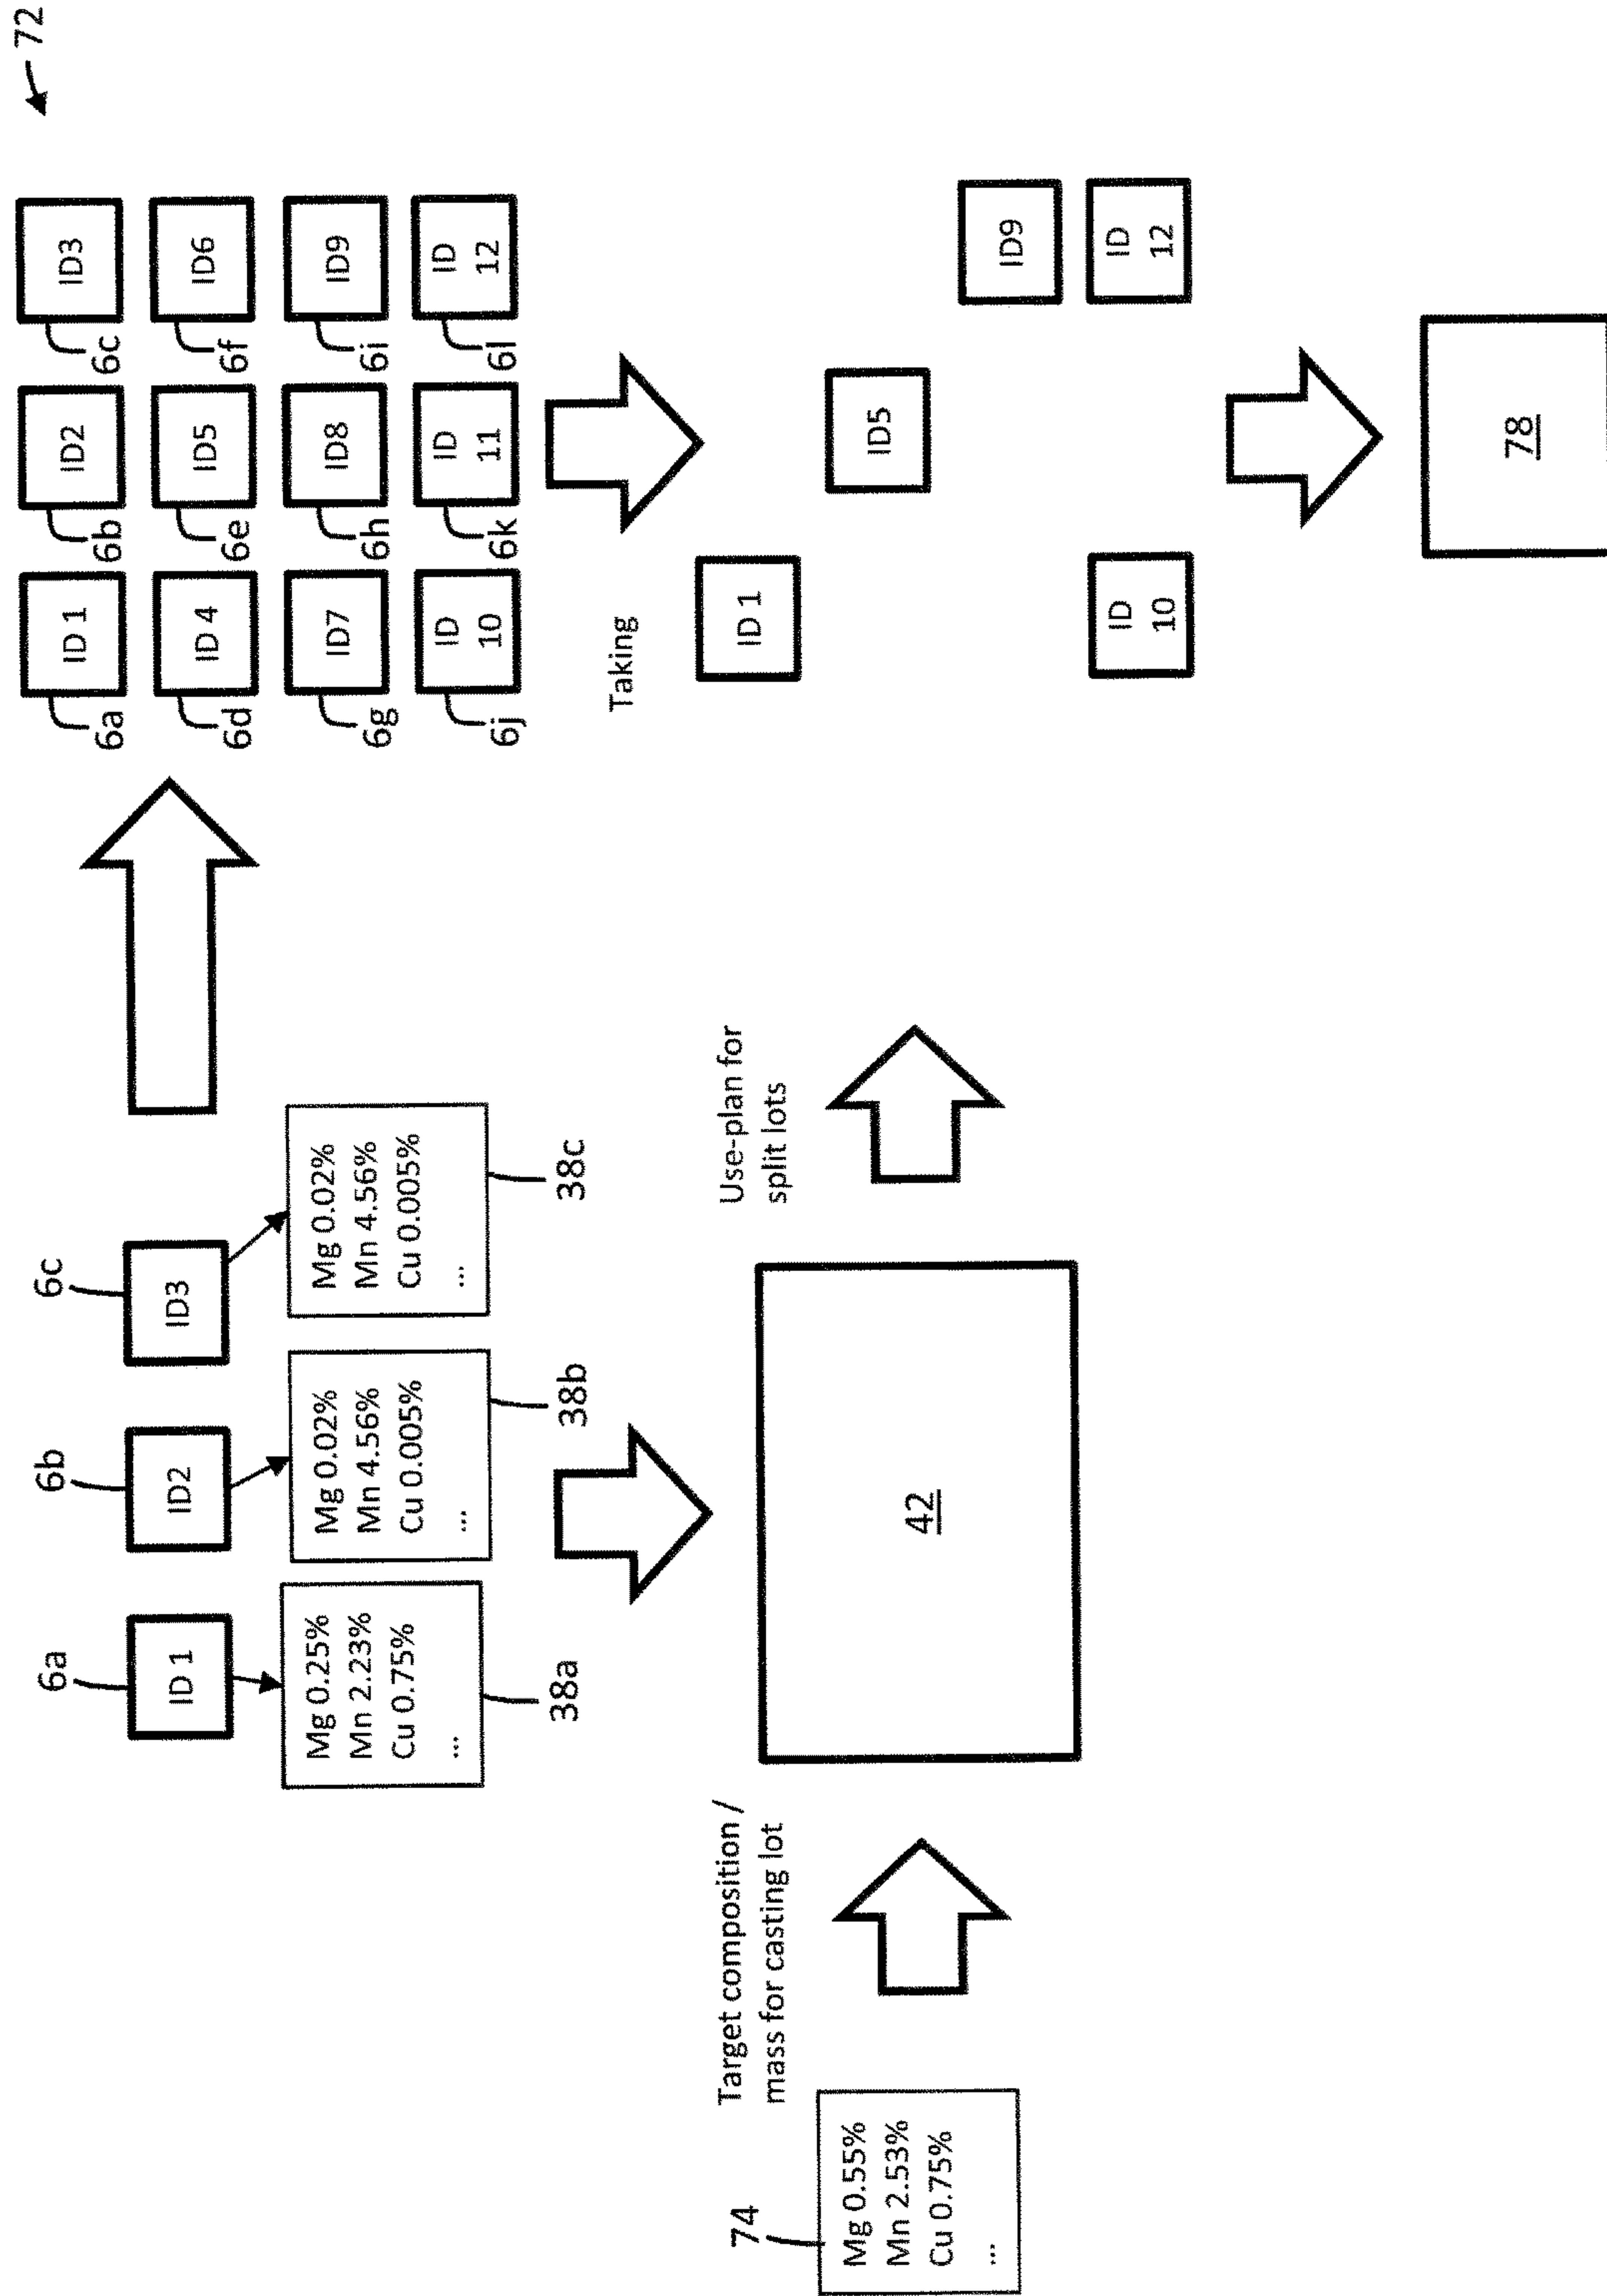 72
6a
6b
6c
ID 1
ID2
ID3
Mg 0.25%
Mn 2.23%
Cu 0.75%
...
38a
Mg 0.02%
Mn 4.56%
Cu 0.005%
...
38b
Mg 0.02%
Mn 4.56%
Cu 0.005%
...
38c
ID 1
ID2
ID3
6a
6b
6c
ID 4
ID5
ID6
6d
6e
6f
ID7
ID8
ID9
6g
6h
6i
ID
10
ID
11
ID
12
6j
6k
6l
Taking
74
Mg 0.55%
Mn 2.53%
Cu 0.75%
...
Target composition /
mass for casting lot
42
Use-plan for
split lots
ID 1
ID5
ID9
ID
10
ID
12
78